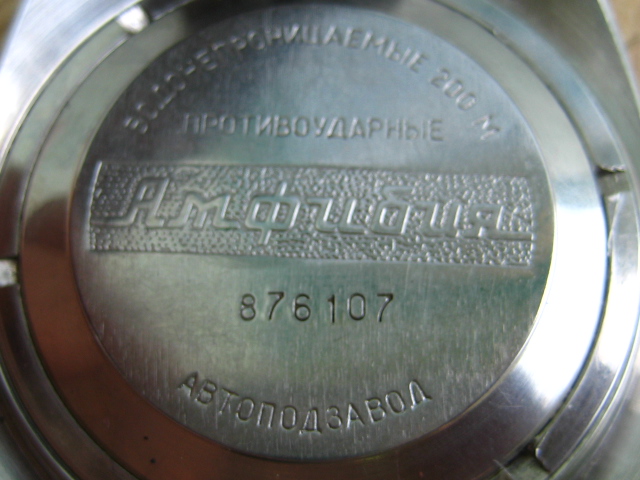 ВОДОНЕПРОНИЦАЕМЫЕ 200 М
ПРОТИВОУДАРНЫЕ
Амфибия
876107
АВТОПОДЗАВОД